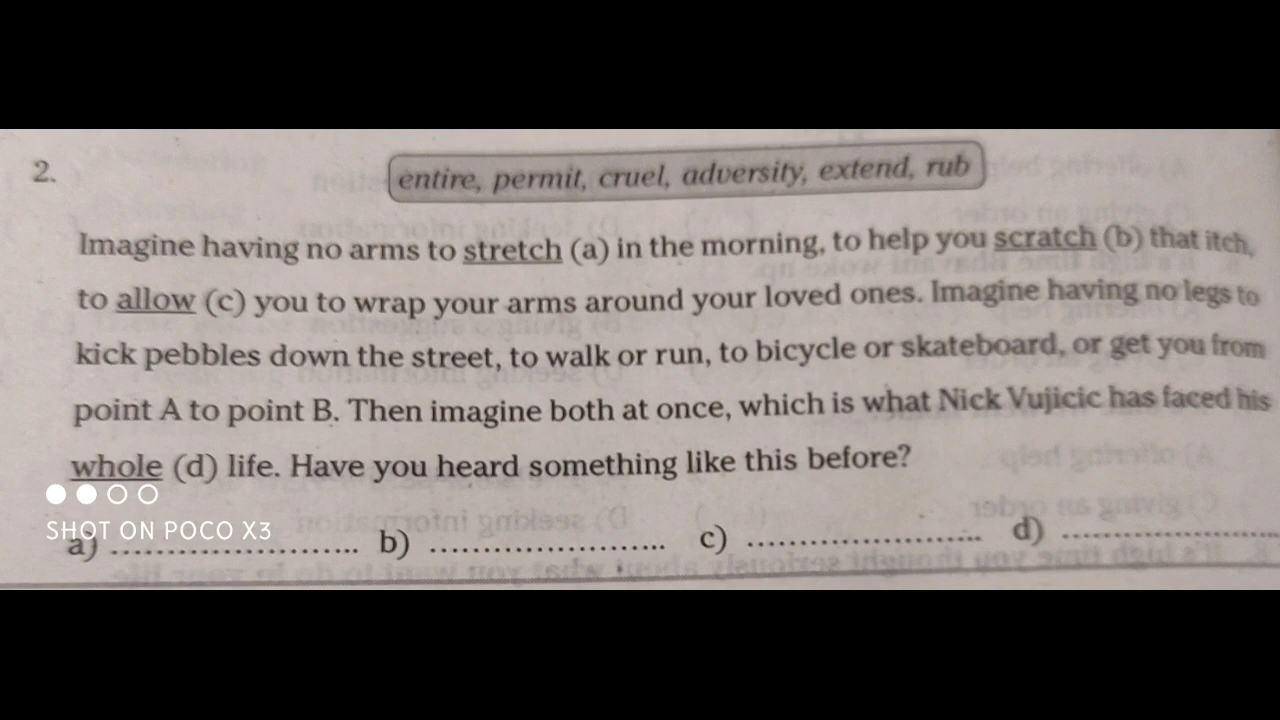 2.
entire, permit, cruel, adversity, extend, rub
Imagine having no arms to stretch (a) in the morning, to help you scratch (b) that itch,
to allow (c) you to wrap your arms around your loved ones. Imagine having no legs to
kick pebbles down the street, to walk or run, to bicycle or skateboard, or get you from
point A to point B. Then imagine both at once, which is what Nick Vujicic has faced his
whole (d) life. Have you heard something like this before?
SHOT ON POCO X3
a) ........................ b) ........................ c) ........................ d) ........................